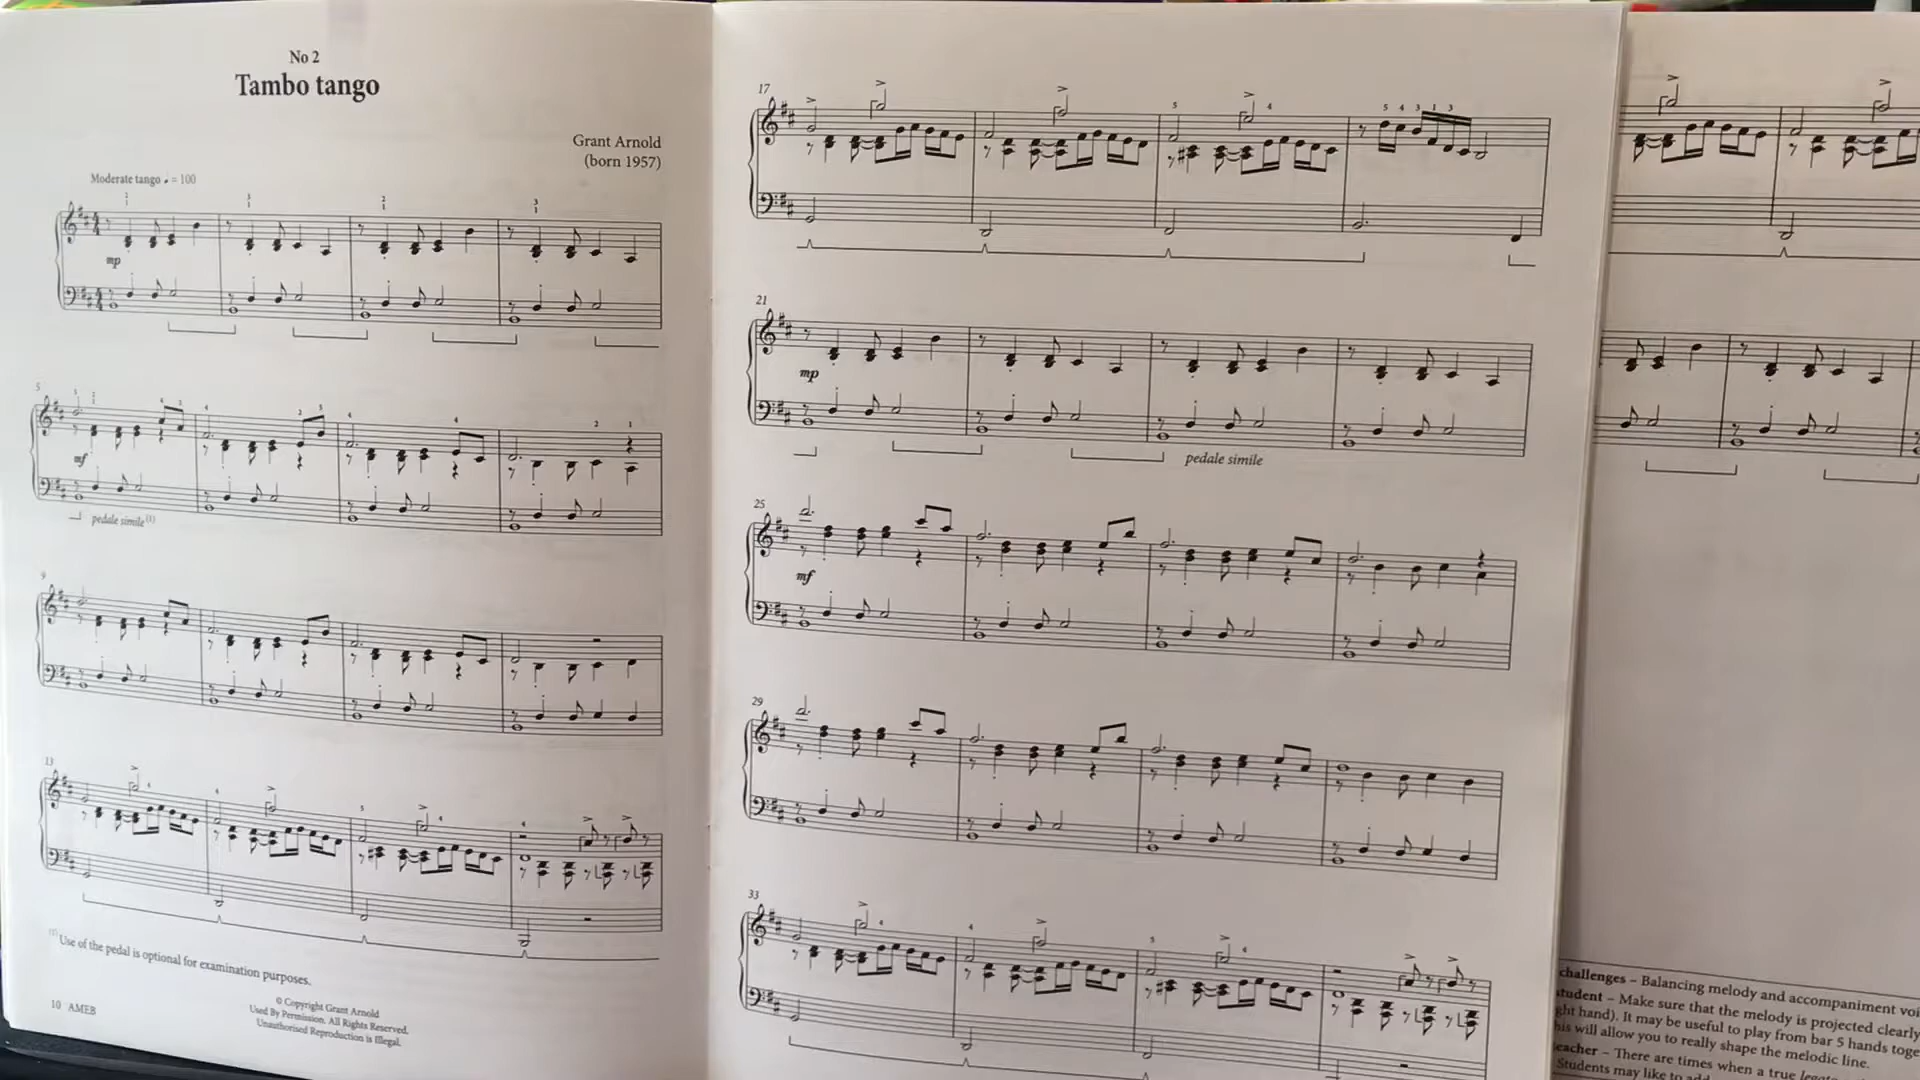 No 2
Tambo tango
Grant Arnold
(born 1957)
Moderate tango ♩ = 100
mp
5
mf
pedale simile (1)
9
13
(1) Use of the pedal is optional for examination purposes.
© Copyright Grant Arnold
Used By Permission. All Rights Reserved.
Unauthorised Reproduction is Illegal.
10 AMEB
17
21
mp
pedale simile
25
mf
29
33
challenges – Balancing melody and accompaniment
student – Make sure that the melody is projected clearly
ght hand). It may be useful to play from bar 5 hands
his will allow you to really shape the melodic line.
eacher – There are times when a true
Students may like to